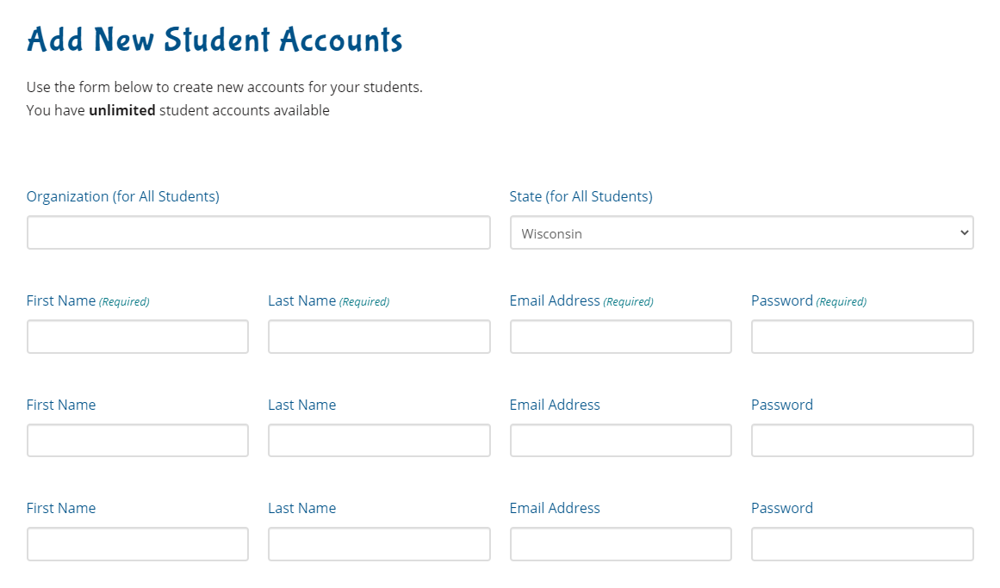 Add New Student Accounts
Use the form below to create new accounts for your students.
You have unlimited student accounts available
Organization (for All Students)
State (for All Students)
Wisconsin
First Name (Required)
Last Name (Required)
Email Address (Required)
Password (Required)
First Name
Last Name
Email Address
Password
First Name
Last Name
Email Address
Password